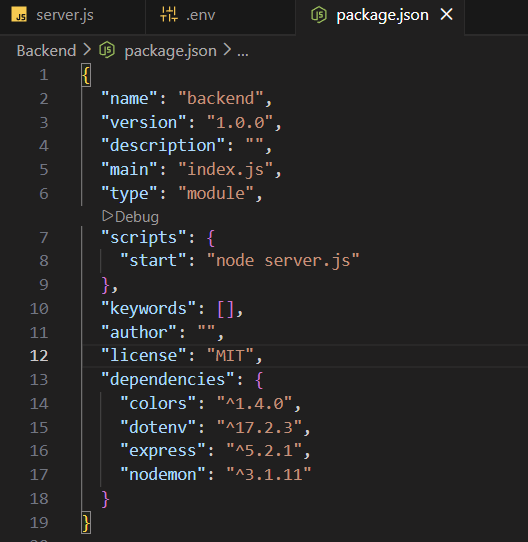 JS server.js .env package.json
Backend > package.json > ...
1 {
2 "name": "backend",
3 "version": "1.0.0",
4 "description": "",
5 "main": "index.js",
6 "type": "module",
Debug
7 "scripts": {
8 "start": "node server.js"
9 },
10 "keywords": [],
11 "author": "",
12 "license": "MIT",
13 "dependencies": {
14 "colors": "^1.4.0",
15 "dotenv": "^17.2.3",
16 "express": "^5.2.1",
17 "nodemon": "^3.1.11"
18 }
19 }